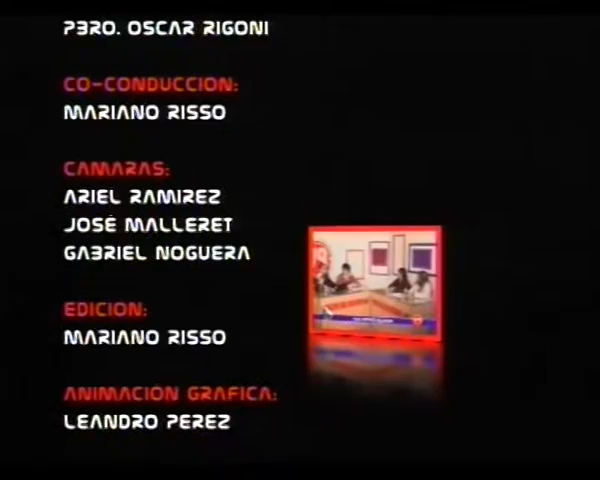 P3RO. OSCAR RIGONI
CO-CONDUCCION:
MARIANO RISSO
CAMARAS:
ARIEL RAMIREZ
JOSÉ MALLERET
GABRIEL NOGUERA
EDICION:
MARIANO RISSO
ANIMACIÓN GRAFICA:
LEANDRO PEREZ